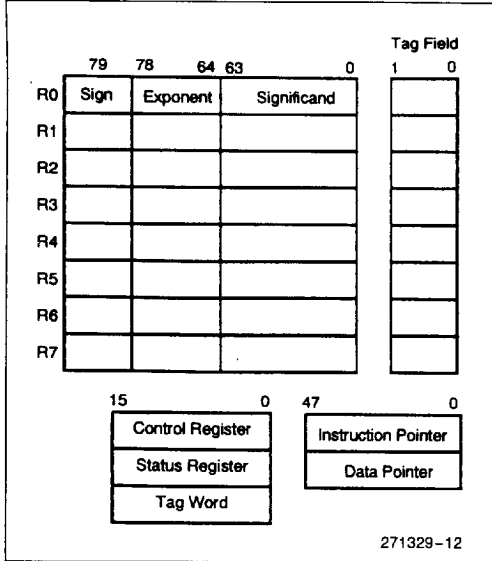 Tag Field
79 78 64 63 0 1 0
R0 Sign Exponent Significand
R1
R2
R3
R4
R5
R6
R7
15 0 47 0
Control Register Instruction Pointer
Status Register Data Pointer
Tag Word
271329-12